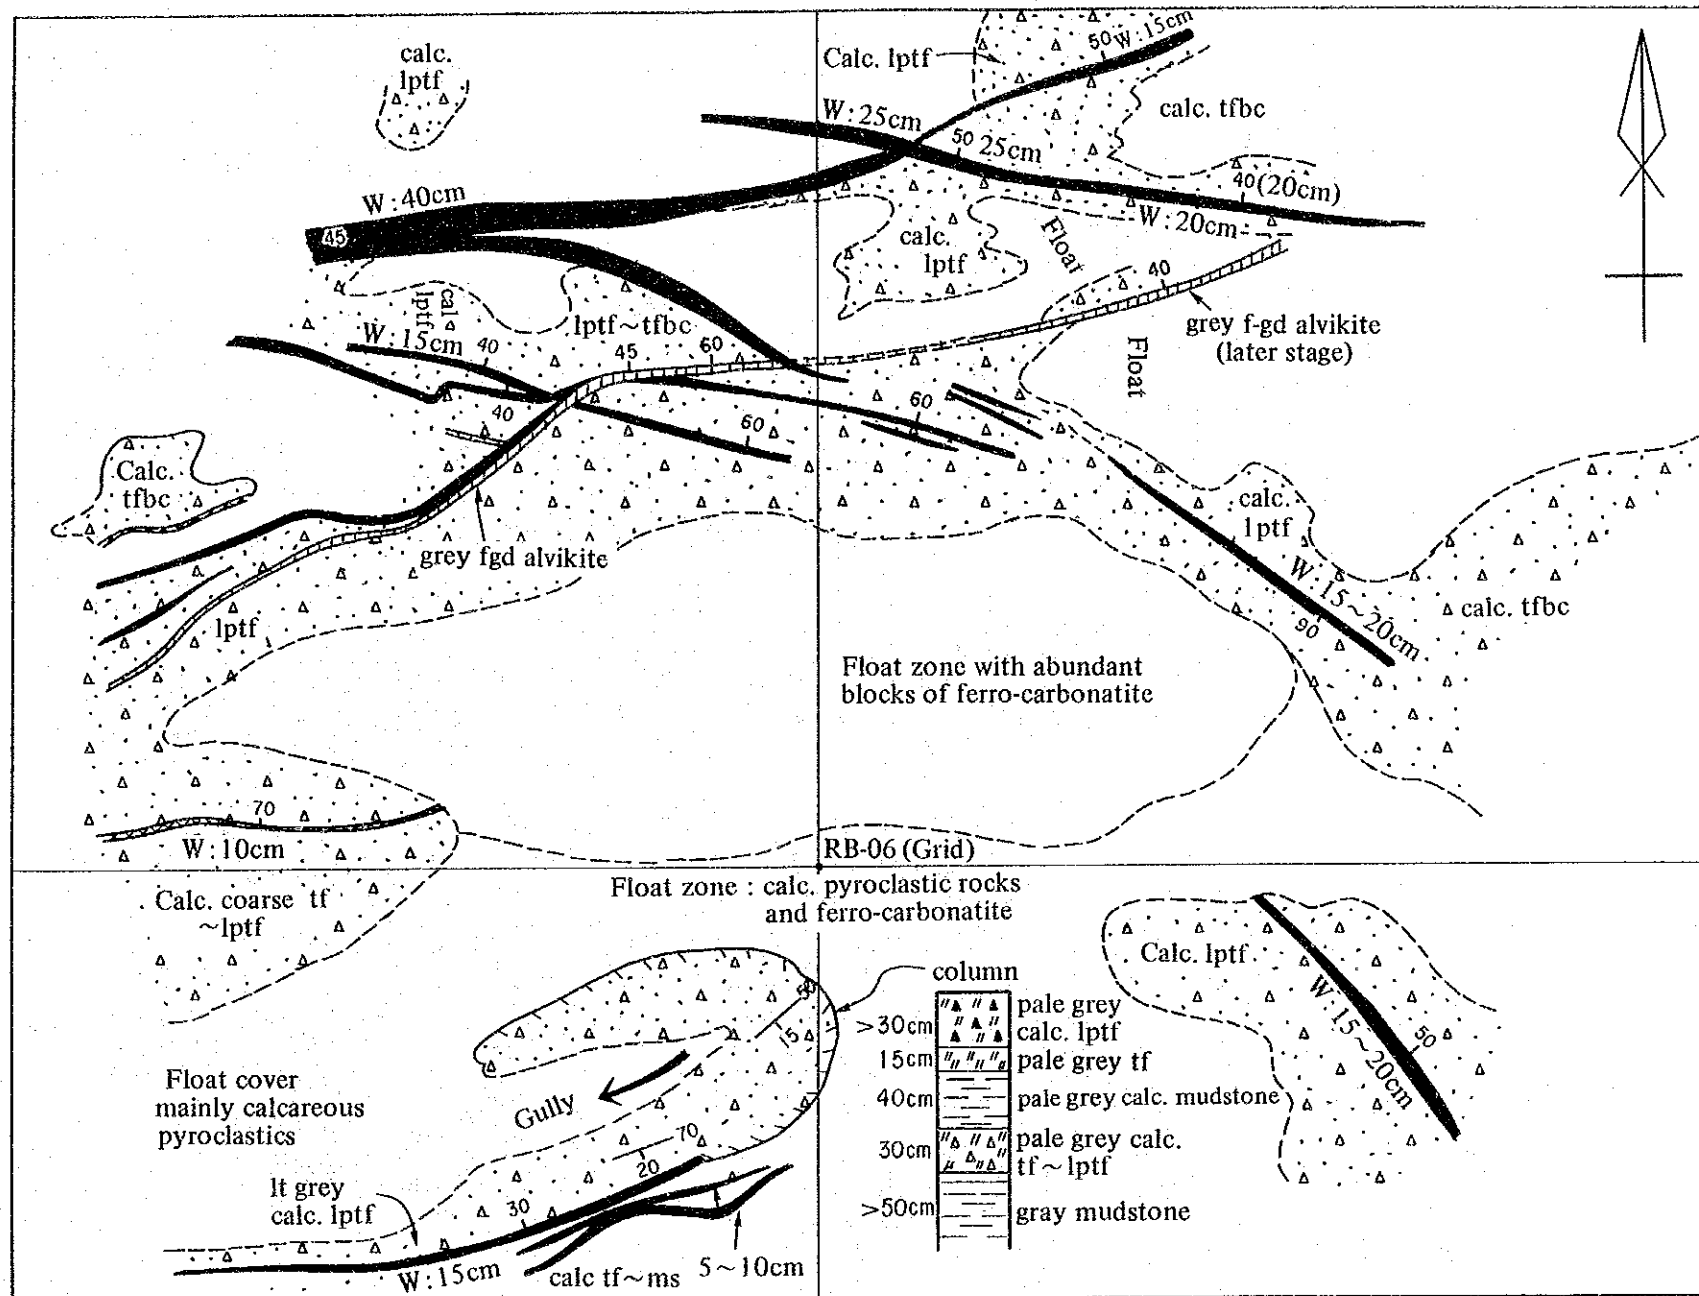 calc.
lptf
Calc. lptf
50 W:15cm
W:25cm
50 25cm
calc. tfbc
40 (20cm)
W:20cm
W:40cm
45
calc.
lptf
Float
40
grey f-gd alvikite
(later stage)
cal
lptf
lptf~tfbc
W:15cm
40
45
60
Float
40
60
60
Calc.
tfbc
grey fgd alvikite
lptf
calc.
lptf
W:15~20cm
90
calc. tfbc
Float zone with abundant
blocks of ferro-carbonatite
70
W:10cm
RB-06 (Grid)
Calc. coarse tf
~lptf
Float zone : calc. pyroclastic rocks
and ferro-carbonatite
50
15
column
>30cm
pale grey
calc. lptf
15cm
pale grey tf
40cm
pale grey calc. mudstone
30cm
pale grey calc.
tf~lptf
>50cm
gray mudstone
Calc. lptf
W:15~20cm
50
Float cover
mainly calcareous
pyroclastics
Gully
70
20
30
lt grey
calc. lptf
W:15cm
calc tf~ms
5~10cm